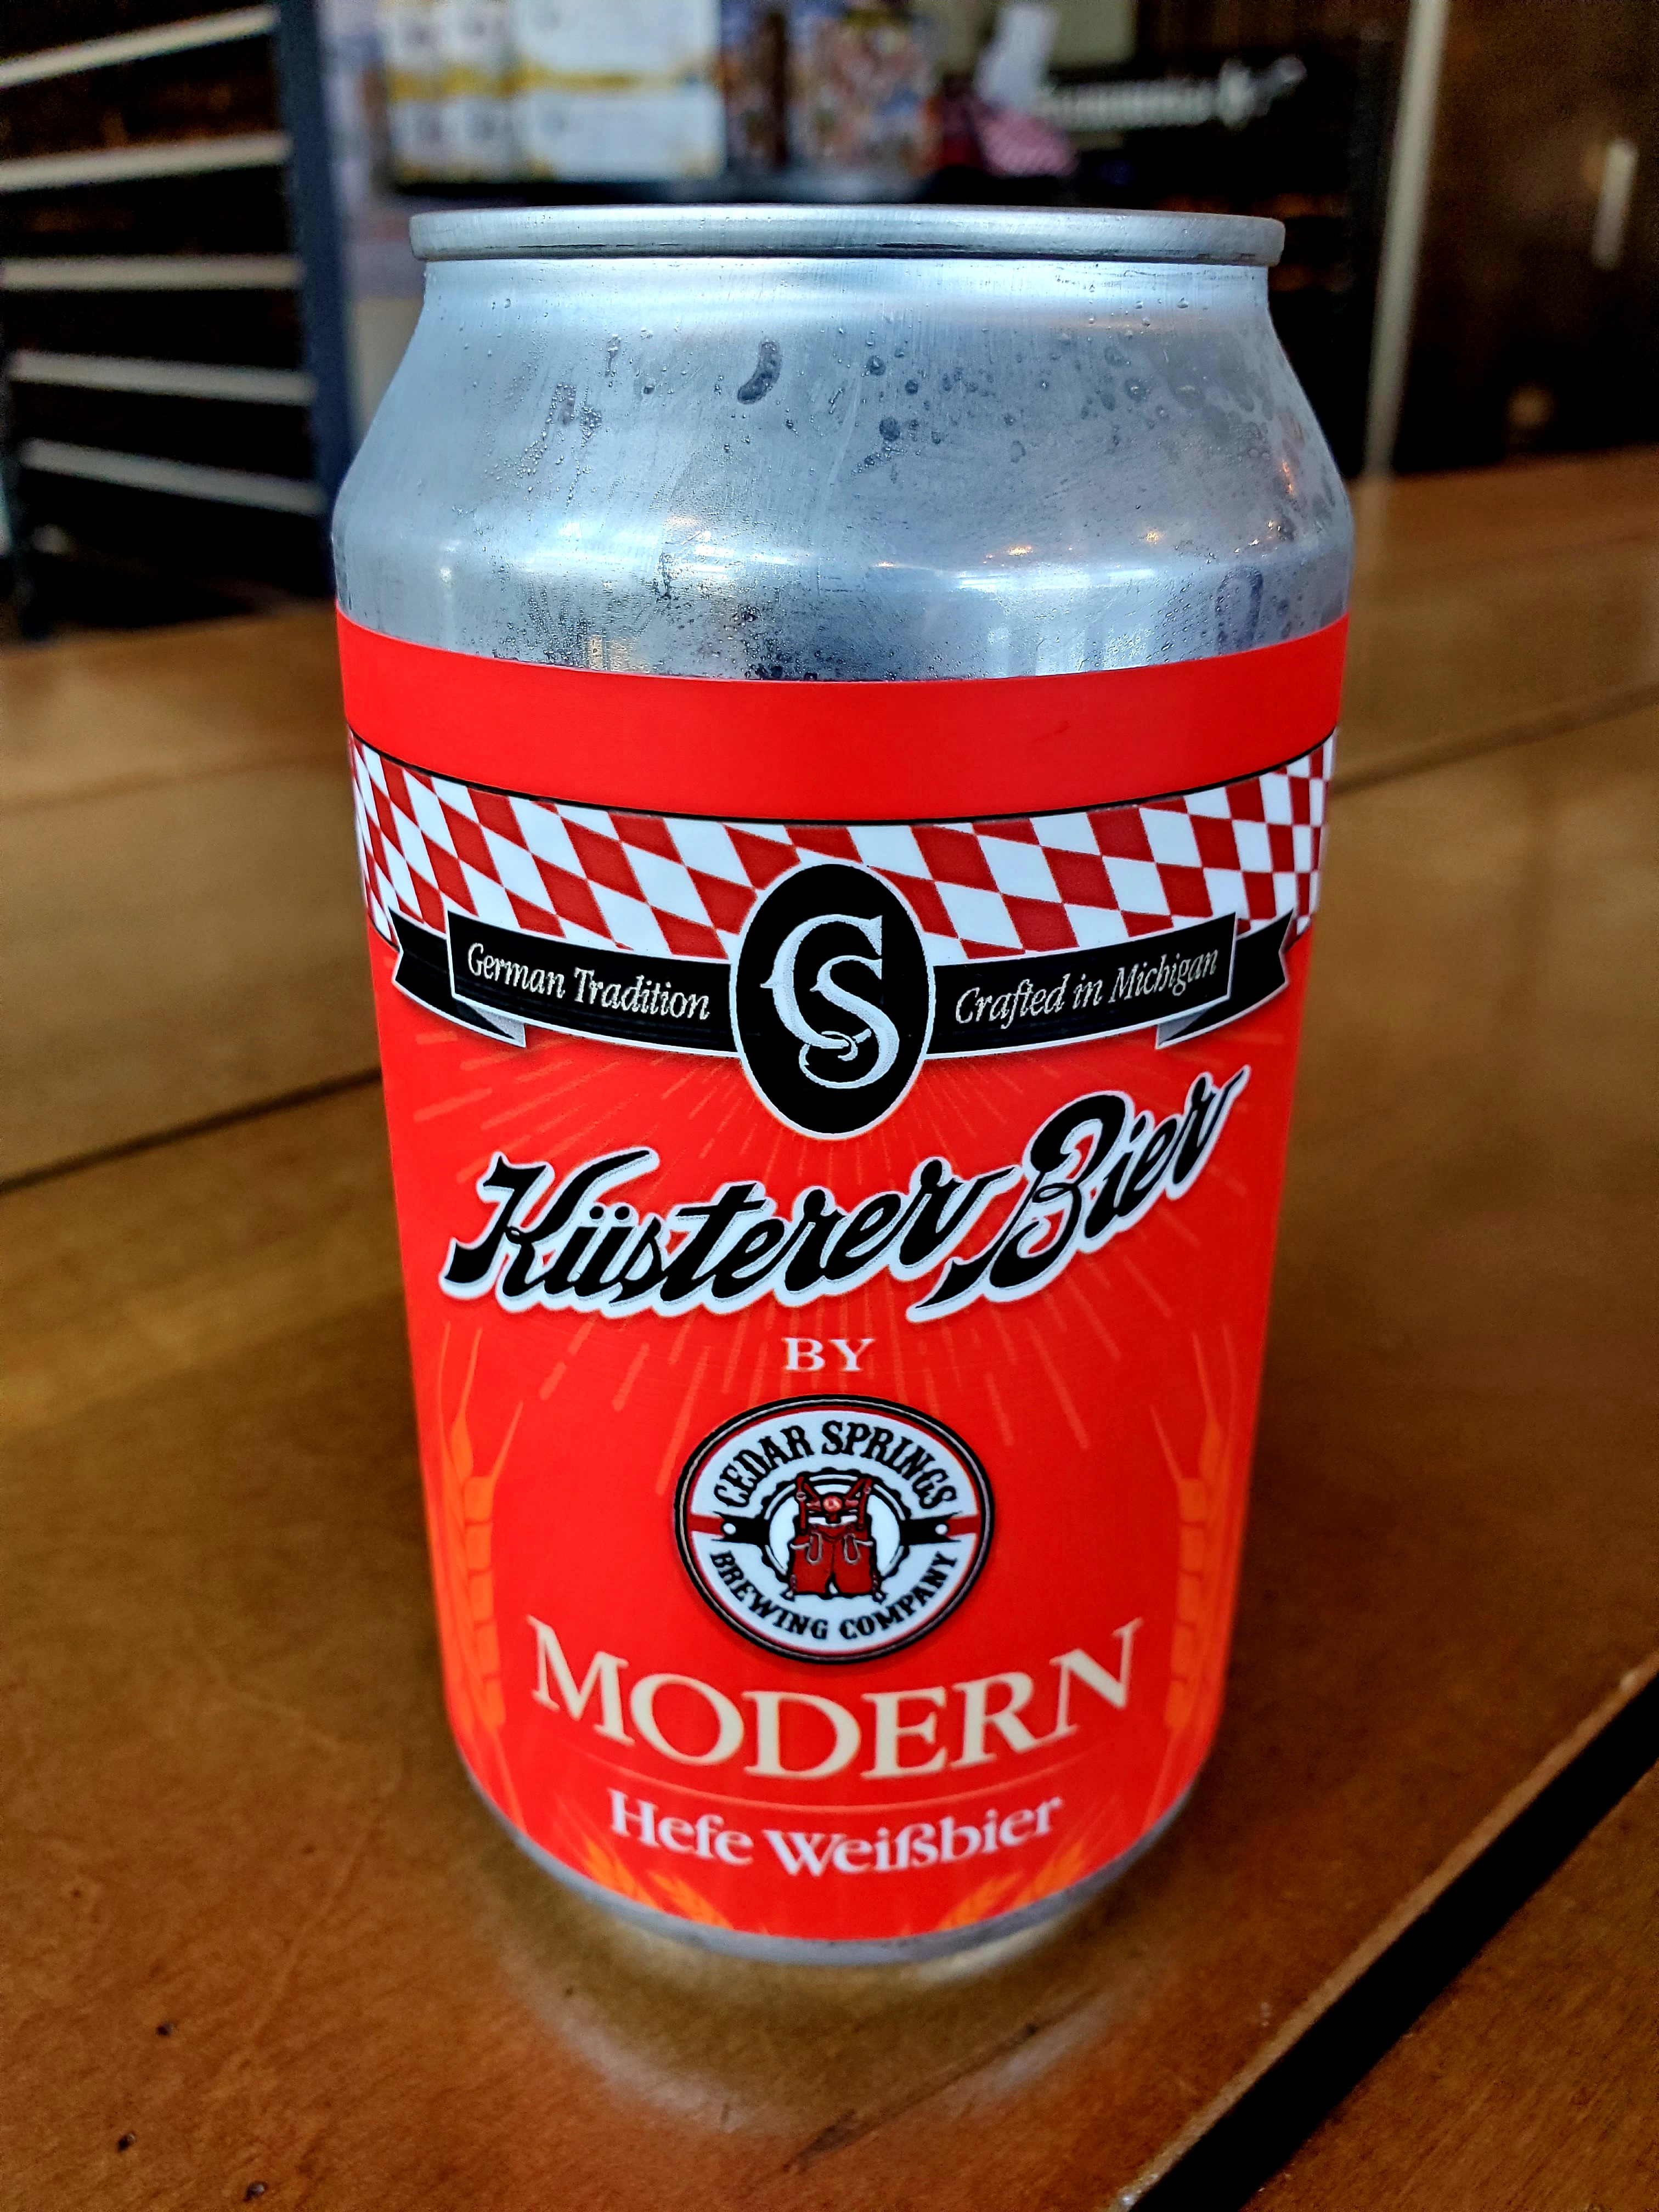 German Tradition
CS
Crafted in Michigan
Küsterer Bier
BY
CEDAR SPRINGS
BREWING COMPANY
MODERN
Hefe Weißbier